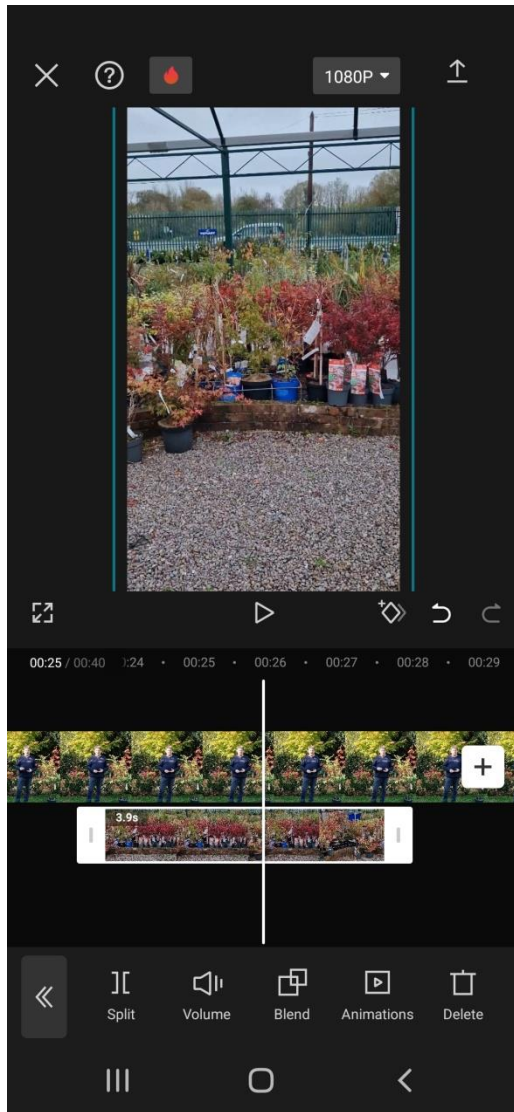 1080P
00:25 / 00:40 :24 • 00:25 • 00:26 • 00:27 • 00:28 • 00:29
3.9s
Split Volume Blend Animations Delete